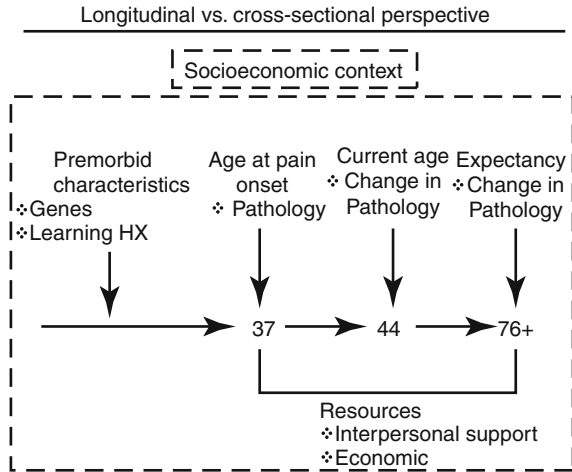 Longitudinal vs. cross-sectional perspective
Socioeconomic context
Premorbid
characteristics
❖Genes
❖Learning HX
Age at pain
onset
❖ Pathology
Current age
❖ Change in
Pathology
Expectancy
❖Change in
Pathology
37
44
76+
Resources
❖Interpersonal support
❖Economic